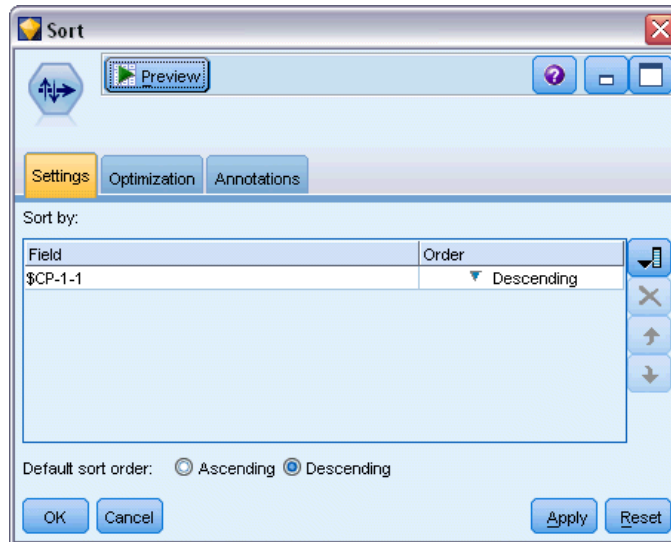 Sort
Preview
?
Settings Optimization Annotations
Sort by:
Field Order
$CP-1-1 Descending
Default sort order: Ascending Descending
OK Cancel Apply Reset